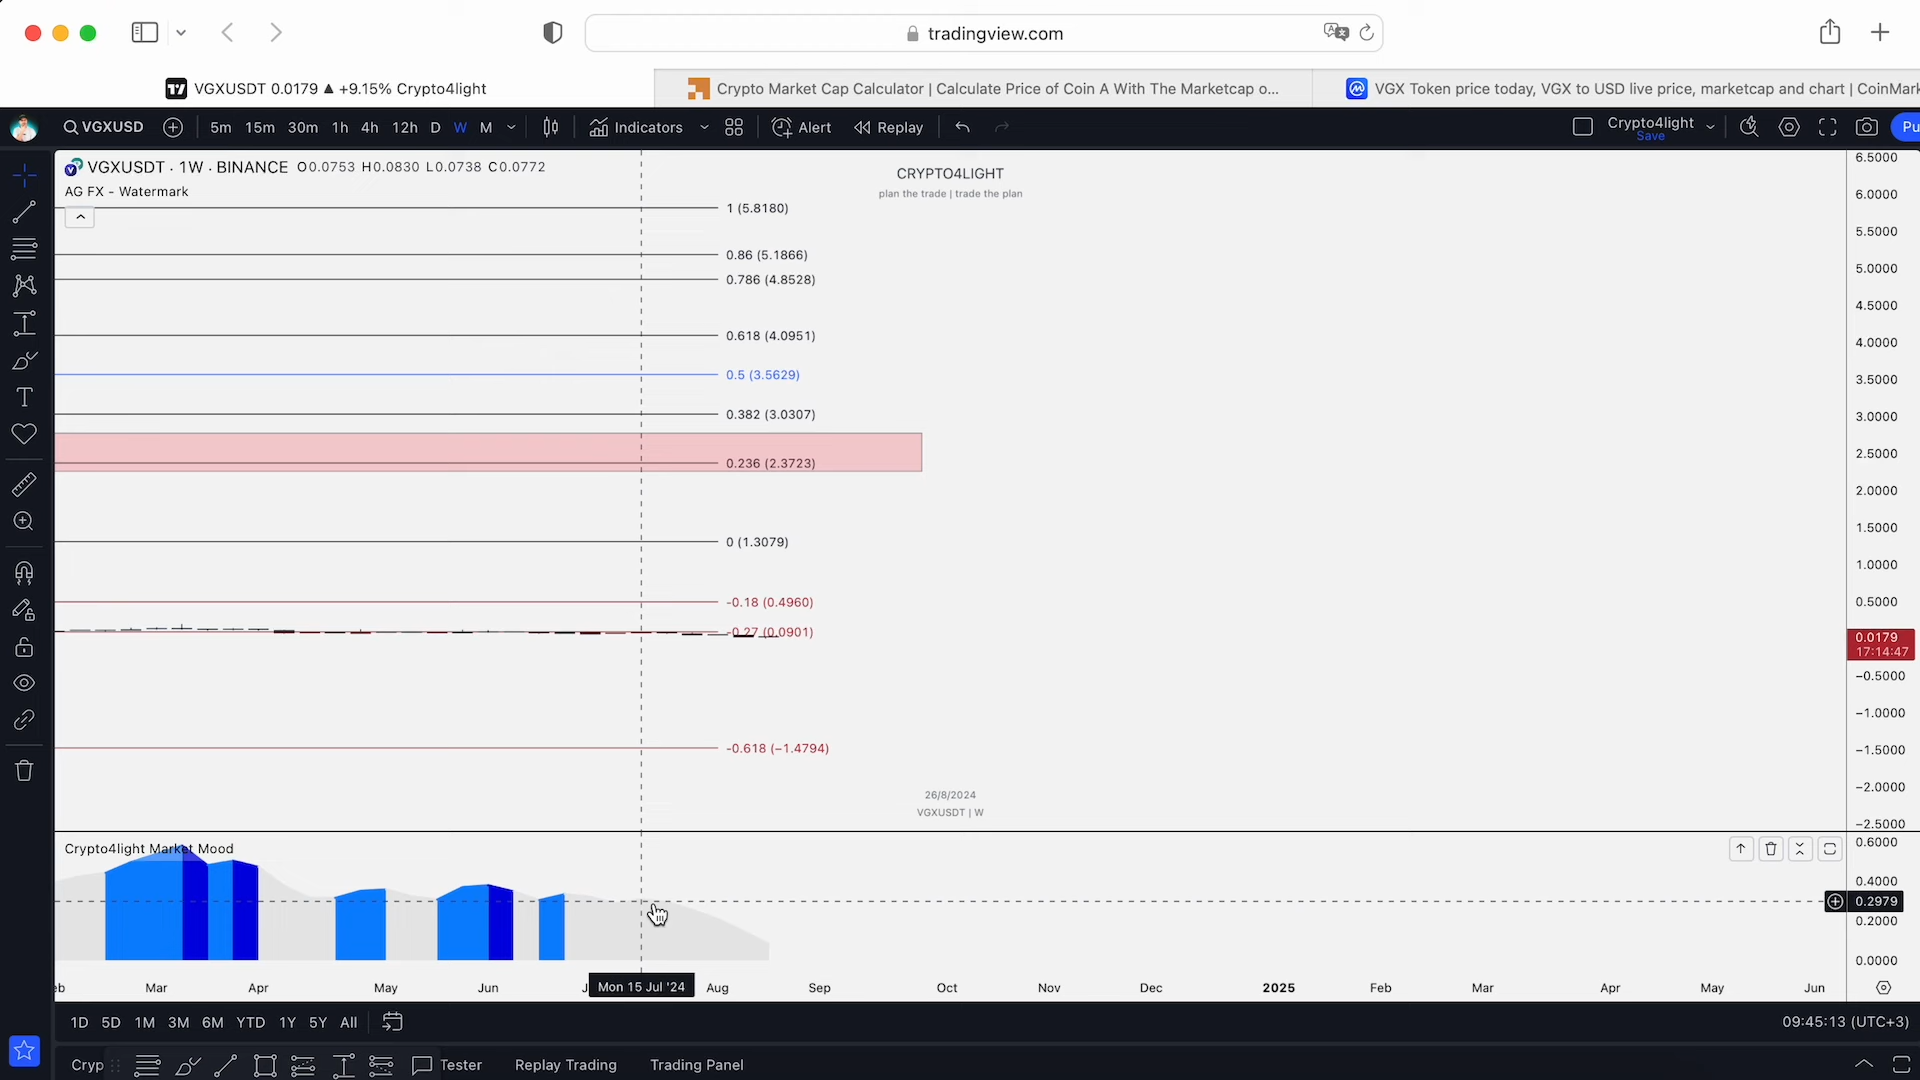 tradingview.com
VGXUSDT 0.0179 ▲ +9.15% Crypto4light
Crypto Market Cap Calculator | Calculate Price of Coin A With The Marketcap o...
VGX Token price today, VGX to USD live price, marketcap and chart | CoinMark
VGXUSD
5m 15m 30m 1h 4h 12h D W M
Indicators
Alert
Replay
Crypto4light
Save
Pu
VGXUSDT · 1W · BINANCE O0.0753 H0.0830 L0.0738 C0.0772
AG FX - Watermark
CRYPTO4LIGHT
plan the trade | trade the plan
1 (5.8180)
0.86 (5.1866)
0.786 (4.8528)
0.618 (4.0951)
0.5 (3.5629)
0.382 (3.0307)
0.236 (2.3723)
0 (1.3079)
-0.18 (0.4960)
-0.27 (0.0901)
-0.618 (−1.4794)
26/8/2024
VGXUSDT | W
6.5000
6.0000
5.5000
5.0000
4.5000
4.0000
3.5000
3.0000
2.5000
2.0000
1.5000
1.0000
0.5000
0.0179
17:14:47
−0.5000
−1.0000
−1.5000
−2.0000
−2.5000
Crypto4light Market Mood
0.6000
0.4000
0.2979
0.2000
0.0000
eb Mar Apr May Jun J Mon 15 Jul '24 Aug Sep Oct Nov Dec 2025 Feb Mar Apr May Jun
1D 5D 1M 3M 6M YTD 1Y 5Y All
09:45:13 (UTC+3)
Cryp
Tester
Replay Trading
Trading Panel